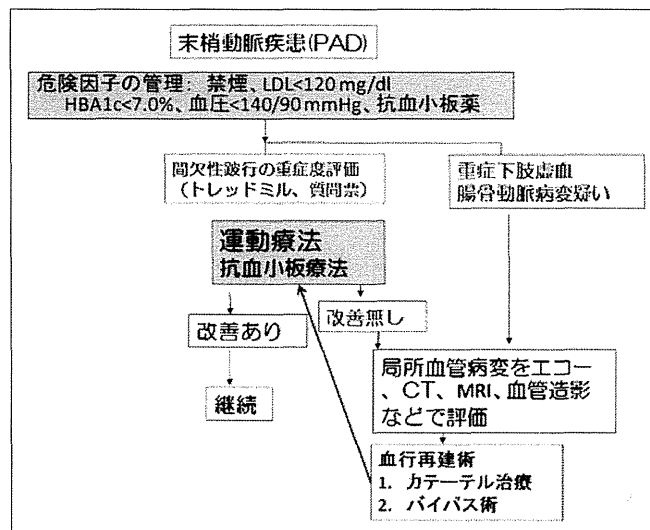 末梢動脈疾患(PAD)
危険因子の管理: 禁煙、LDL<120 mg/dl
HBA1c<7.0%、血圧<140/90 mmHg、抗血小板薬
間欠性跛行の重症度評価
(トレッドミル、質問票)
重症下肢虚血
腸骨動脈病変疑い
運動療法
抗血小板療法
改善あり
改善無し
継続
局所血管病変をエコー
、CT、MRI、血管造影
などで評価
血行再建術
1. カテーテル治療
2. バイパス術